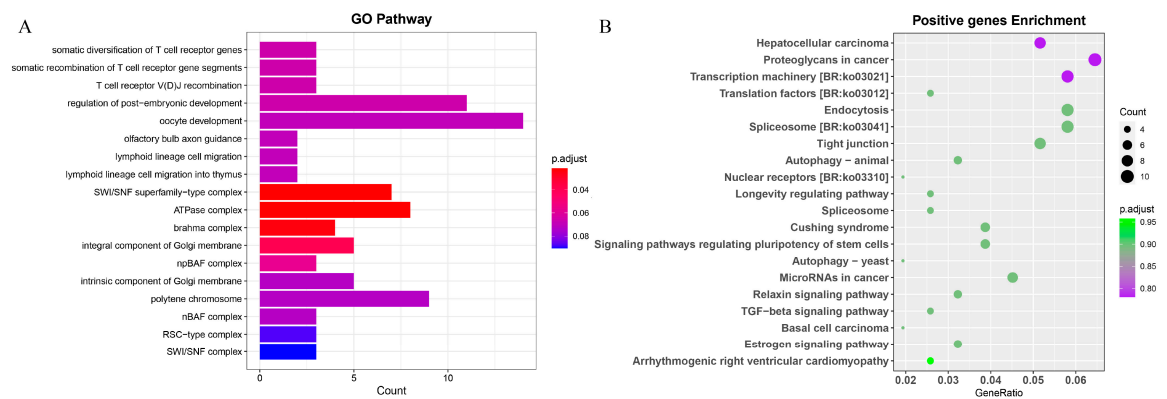 A
GO Pathway
somatic diversification of T cell receptor genes
somatic recombination of T cell receptor gene segments
T cell receptor V(D)J recombination
regulation of post-embryonic development
oocyte development
olfactory bulb axon guidance
lymphoid lineage cell migration
lymphoid lineage cell migration into thymus
SWI/SNF superfamily-type complex
ATPase complex
brahma complex
integral component of Golgi membrane
npBAF complex
intrinsic component of Golgi membrane
polytene chromosome
nBAF complex
RSC-type complex
SWI/SNF complex
0 5 10
Count
p.adjust
0.04
0.06
0.08
B
Positive genes Enrichment
Hepatocellular carcinoma
Proteoglycans in cancer
Transcription machinery [BR:ko03021]
Translation factors [BR:ko03012]
Endocytosis
Spliceosome [BR:ko03041]
Tight junction
Autophagy − animal
Nuclear receptors [BR:ko03310]
Longevity regulating pathway
Spliceosome
Cushing syndrome
Signaling pathways regulating pluripotency of stem cells
Autophagy − yeast
MicroRNAs in cancer
Relaxin signaling pathway
TGF−beta signaling pathway
Basal cell carcinoma
Estrogen signaling pathway
Arrhythmogenic right ventricular cardiomyopathy
0.02 0.03 0.04 0.05 0.06
GeneRatio
Count
4
6
8
10
p.adjust
0.95
0.90
0.85
0.80